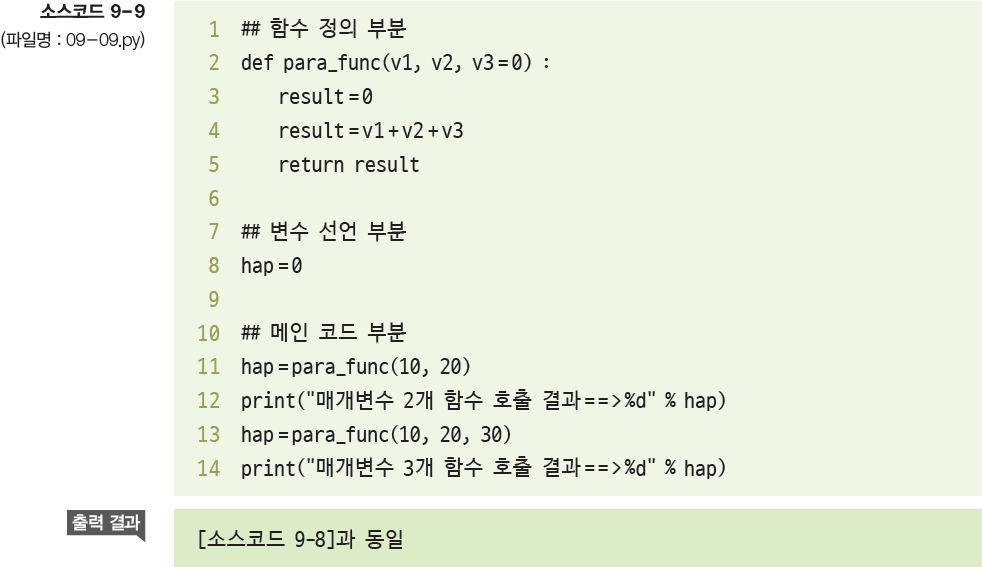 소스코드 9-9
(파일명 : 09-09.py)
1 ## 함수 정의 부분
2 def para_func(v1, v2, v3=0) :
3     result=0
4     result=v1+v2+v3
5     return result
6
7 ## 변수 선언 부분
8 hap=0
9
10 ## 메인 코드 부분
11 hap=para_func(10, 20)
12 print("매개변수 2개 함수 호출 결과==>%d" % hap)
13 hap=para_func(10, 20, 30)
14 print("매개변수 3개 함수 호출 결과==>%d" % hap)
출력 결과
[소스코드 9-8]과 동일